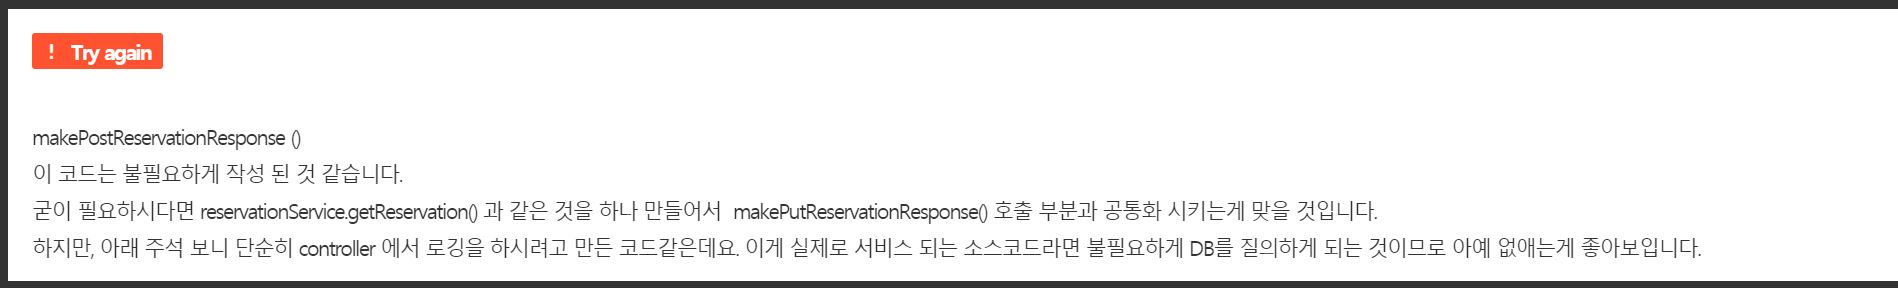 ! Try again
makePostReservationResponse ()
이 코드는 불필요하게 작성 된 것 같습니다.
굳이 필요하시다면 reservationService.getReservation() 과 같은 것을 하나 만들어서 makePutReservationResponse() 호출 부분과 공통화 시키는게 맞을 것입니다.
하지만, 아래 주석 보니 단순히 controller 에서 로깅을 하시려고 만든 코드같은데요. 이게 실제로 서비스 되는 소스코드라면 불필요하게 DB를 질의하게 되는 것이므로 아예 없애는게 좋아보입니다.